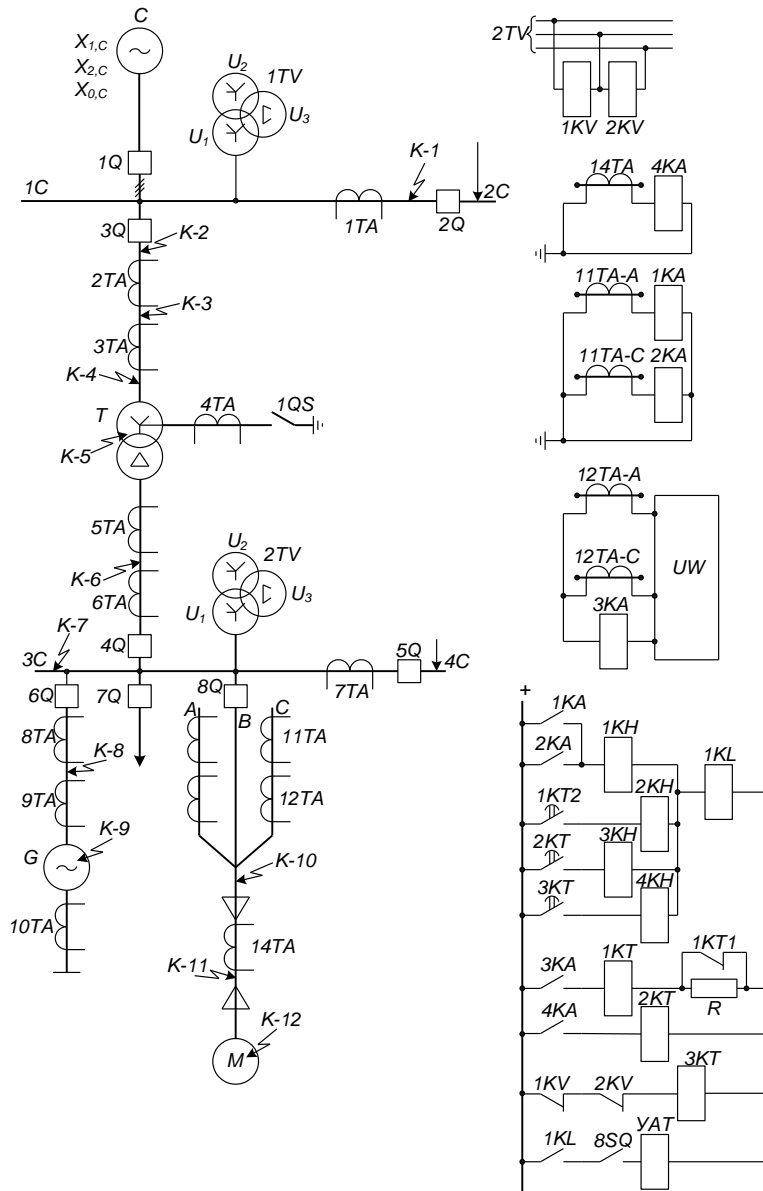 C
X1,C
X2,C
X0,C
U2
1TV
U1
U3
1Q
K-1
1C
2C
1TA
2Q
3Q
K-2
2TA
K-3
3TA
K-4
T
4TA
1QS
K-5
5TA
K-6
6TA
U2
2TV
U1
U3
K-7
4Q
5Q
3C
4C
7TA
6Q
7Q
8Q
A
B
C
8TA
11TA
K-8
12TA
9TA
G
K-9
K-10
10TA
14TA
K-11
K-12
M
2TV
1KV
2KV
14TA
4KA
11TA-A
1KA
11TA-C
2KA
12TA-A
12TA-C
UW
3KA
+
1KA
1KH
2KA
1KL
1KT2
2KH
2KT
3KH
3KT
4KH
3KA
1KT
1KT1
R
4KA
2KT
1KV
2KV
3KT
1KL
8SQ
УАТ